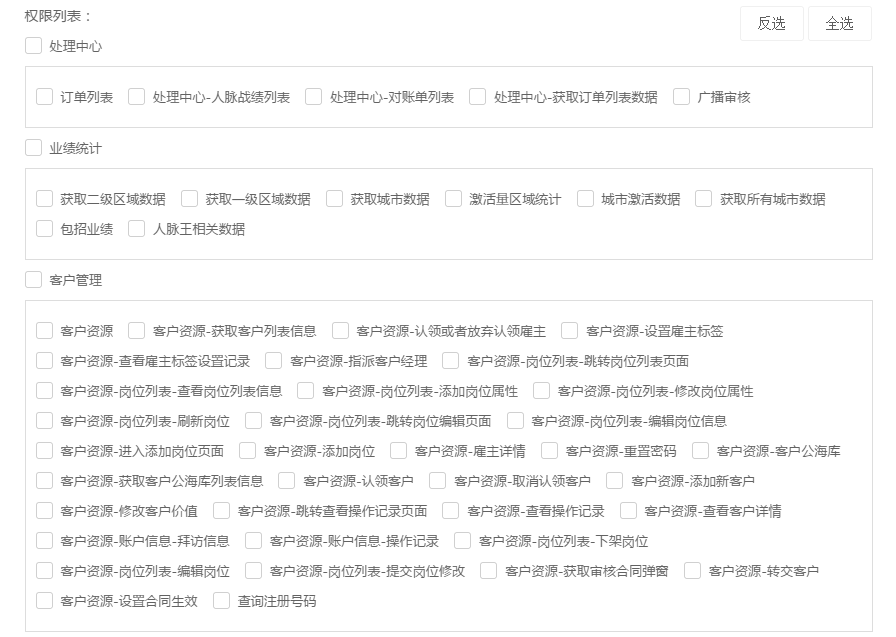 权限列表：
反选 全选
处理中心
订单列表 处理中心-人脉战绩列表 处理中心-对账单列表 处理中心-获取订单列表数据 广播审核
业绩统计
获取二级区域数据 获取一级区域数据 获取城市数据 激活量区域统计 城市激活数据 获取所有城市数据
包招业绩 人脉王相关数据
客户管理
客户资源 客户资源-获取客户列表信息 客户资源-认领或者放弃认领雇主 客户资源-设置雇主标签
客户资源-查看雇主标签设置记录 客户资源-指派客户经理 客户资源-岗位列表-跳转岗位列表页面
客户资源-岗位列表-查看岗位列表信息 客户资源-岗位列表-添加岗位属性 客户资源-岗位列表-修改岗位属性
客户资源-岗位列表-刷新岗位 客户资源-岗位列表-跳转岗位编辑页面 客户资源-岗位列表-编辑岗位信息
客户资源-进入添加岗位页面 客户资源-添加岗位 客户资源-雇主详情 客户资源-重置密码 客户资源-客户公海库
客户资源-获取客户公海库列表信息 客户资源-认领客户 客户资源-取消认领客户 客户资源-添加新客户
客户资源-修改客户价值 客户资源-跳转查看操作记录页面 客户资源-查看操作记录 客户资源-查看客户详情
客户资源-账户信息-拜访信息 客户资源-账户信息-操作记录 客户资源-岗位列表-下架岗位
客户资源-岗位列表-编辑岗位 客户资源-岗位列表-提交岗位修改 客户资源-获取审核合同弹窗 客户资源-转交客户
客户资源-设置合同生效 查询注册号码